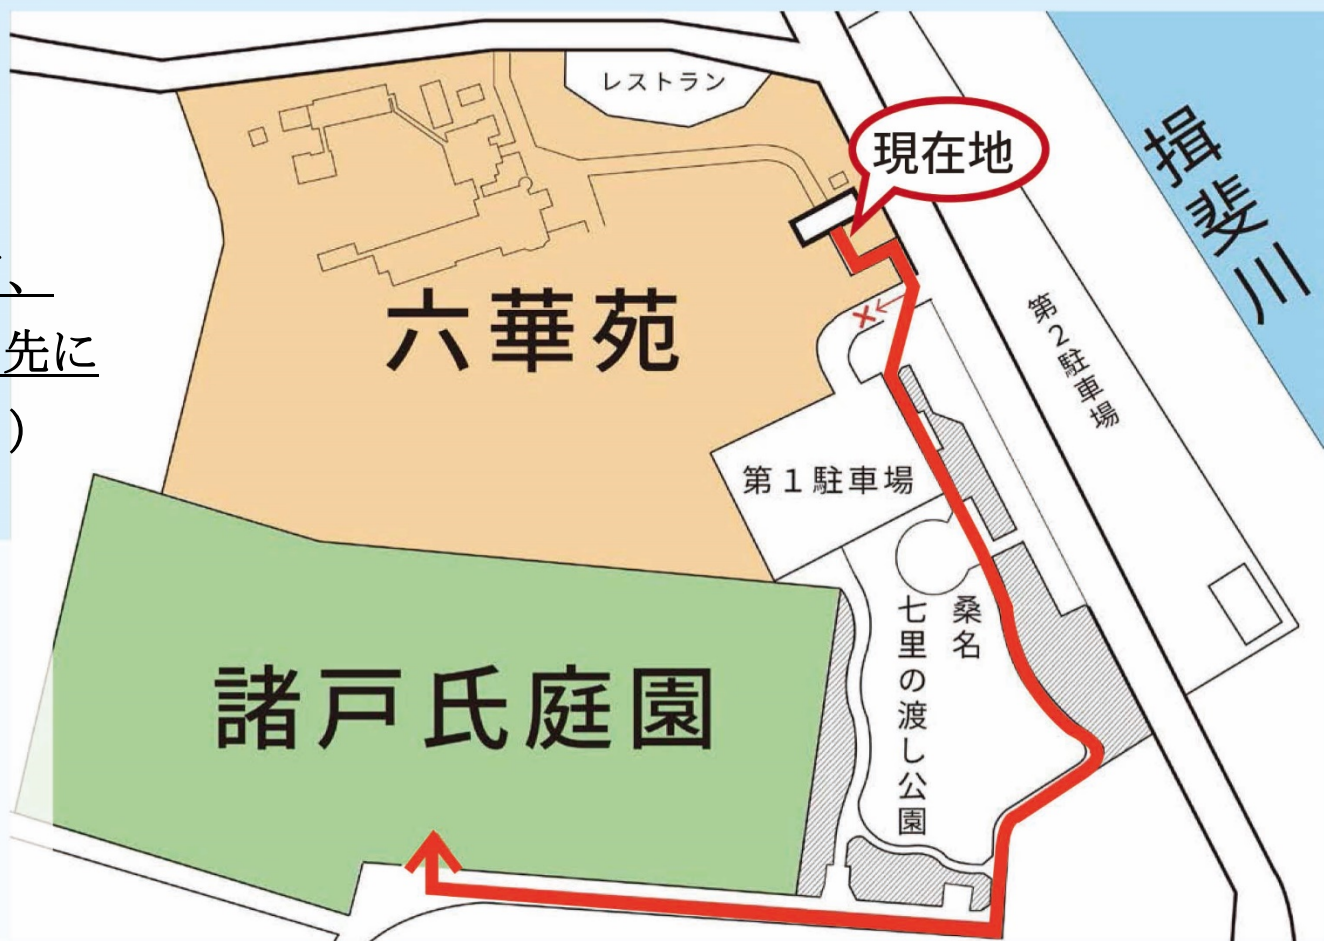 レストラン
現在地
揖斐川
、
先に
)
六華苑
第2駐車場
第1駐車場
桑名
七里の渡し公園
諸戸氏庭園